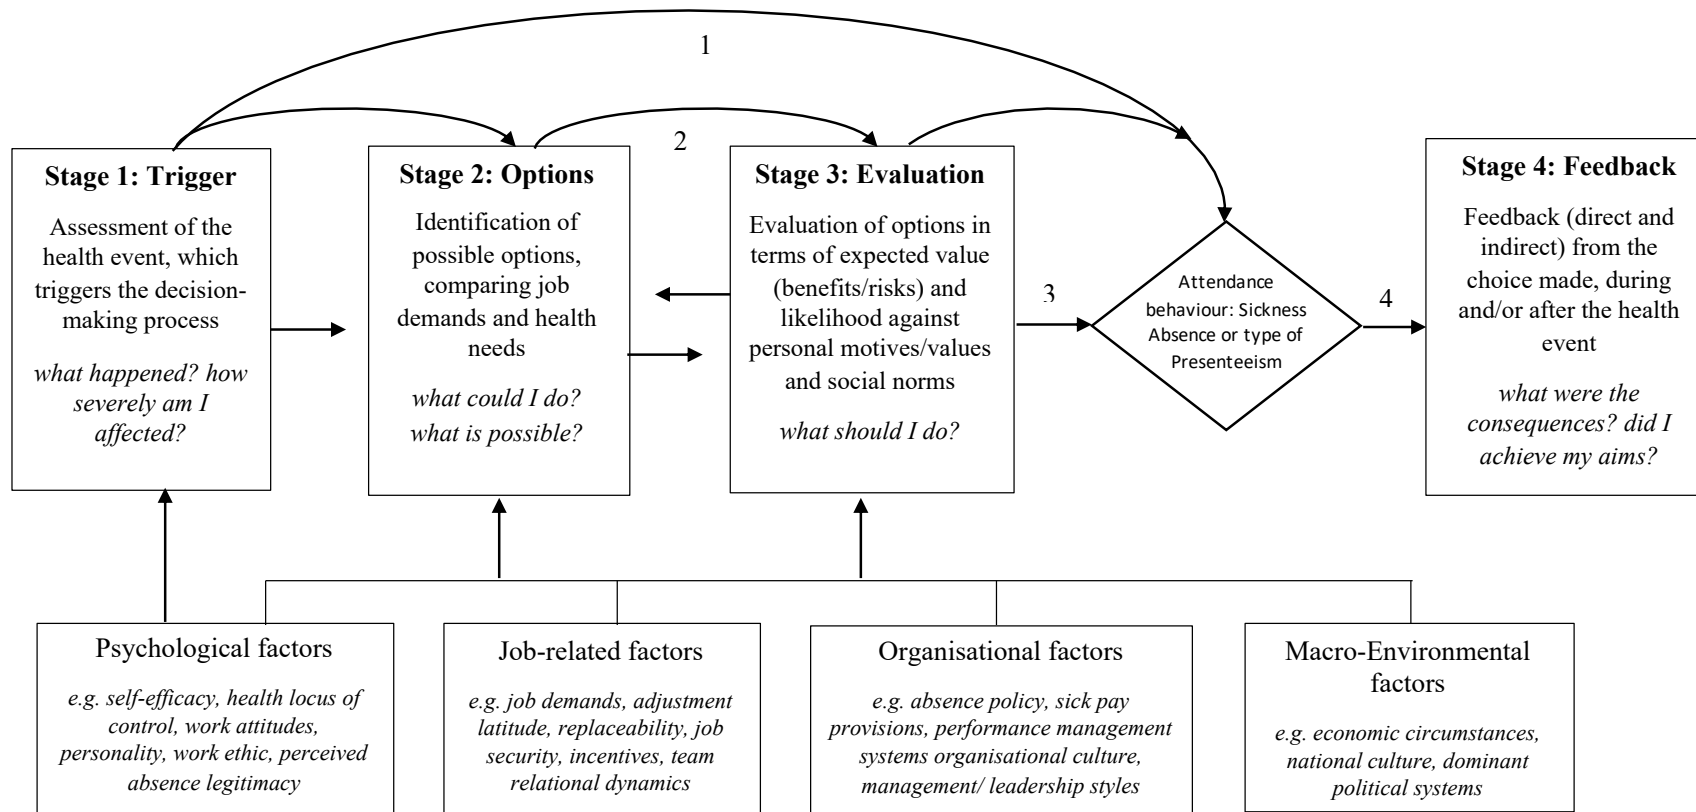 1
2
Stage 1: Trigger
Assessment of the
health event, which
triggers the decision-
making process
what happened? how
severely am I
affected?
Stage 2: Options
Identification of
possible options,
comparing job
demands and health
needs
what could I do?
what is possible?
Stage 3: Evaluation
Evaluation of options in
terms of expected value
(benefits/risks) and
likelihood against
personal motives/values
and social norms
what should I do?
3
Attendance
behaviour: Sickness
Absence or type of
Presenteeism
4
Stage 4: Feedback
Feedback (direct and
indirect) from the
choice made, during
and/or after the health
event
what were the
consequences? did I
achieve my aims?
Psychological factors
e.g. self-efficacy, health locus of
control, work attitudes,
personality, work ethic, perceived
absence legitimacy
Job-related factors
e.g. job demands, adjustment
latitude, replaceability, job
security, incentives, team
relational dynamics
Organisational factors
e.g. absence policy, sick pay
provisions, performance management
systems organisational culture,
management/ leadership styles
Macro-Environmental
factors
e.g. economic circumstances,
national culture, dominant
political systems